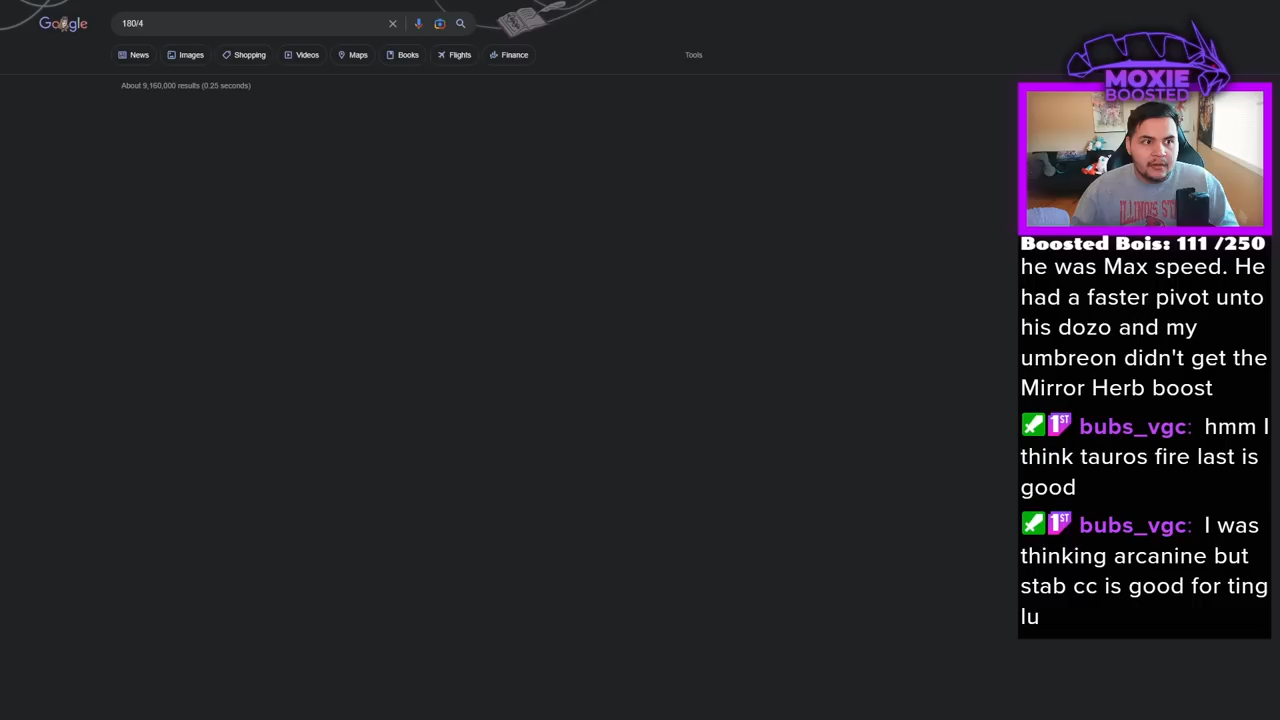 Google
180/4
News
Images
Shopping
Videos
Maps
Books
Flights
Finance
Tools
About 9,160,000 results (0.25 seconds)
MOXIE
BOOSTED
Boosted Bois: 111 /250
he was Max speed. He
had a faster pivot unto
his dozo and my
umbreon didn't get the
Mirror Herb boost
1ST bubs_vgc: hmm I
think tauros fire last is
good
1ST bubs_vgc: I was
thinking arcanine but
stab cc is good for ting
lu